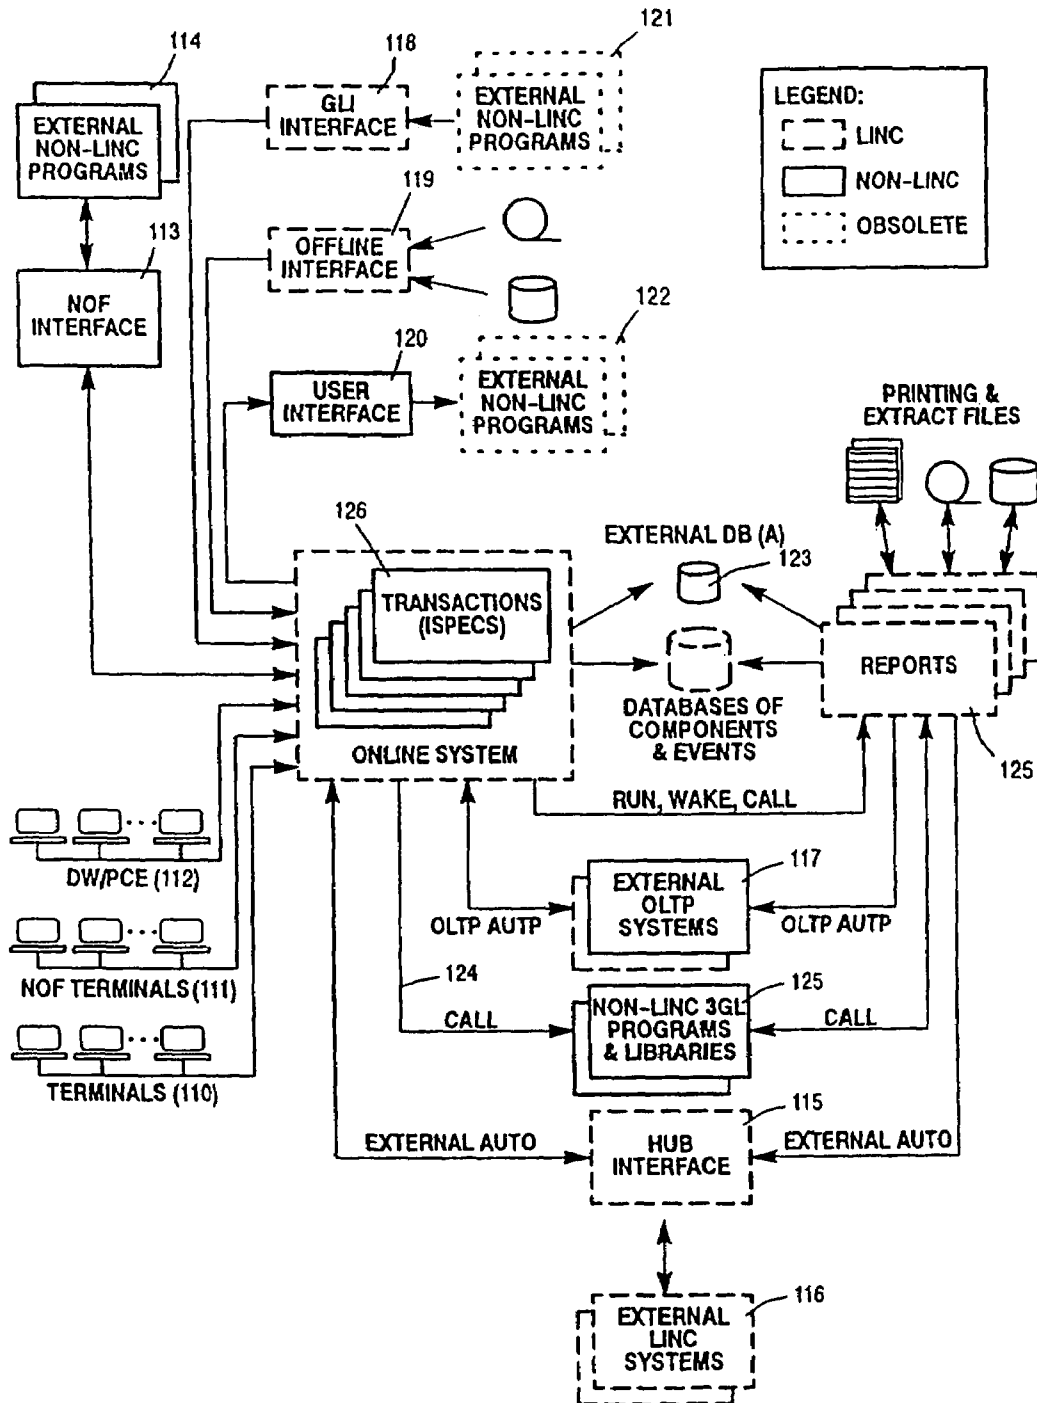 114
EXTERNAL
NON-LINC
PROGRAMS
113
NOF
INTERFACE
118
GLI
INTERFACE
121
EXTERNAL
NON-LINC
PROGRAMS
119
OFFLINE
INTERFACE
122
120
USER
INTERFACE
EXTERNAL
NON-LINC
PROGRAMS
LEGEND:
LINC
NON-LINC
OBSOLETE
PRINTING &
EXTRACT FILES
126
TRANSACTIONS
(ISPECS)
ONLINE SYSTEM
EXTERNAL DB (A)
123
DATABASES OF
COMPONENTS
& EVENTS
REPORTS
125
RUN, WAKE, CALL
DW/PCE (112)
NOF TERMINALS (111)
TERMINALS (110)
117
EXTERNAL
OLTP
SYSTEMS
OLTP AUTP
OLTP AUTP
124
125
NON-LINC 3GL
PROGRAMS
& LIBRARIES
CALL
CALL
115
HUB
INTERFACE
EXTERNAL AUTO
EXTERNAL AUTO
116
EXTERNAL
LINC
SYSTEMS